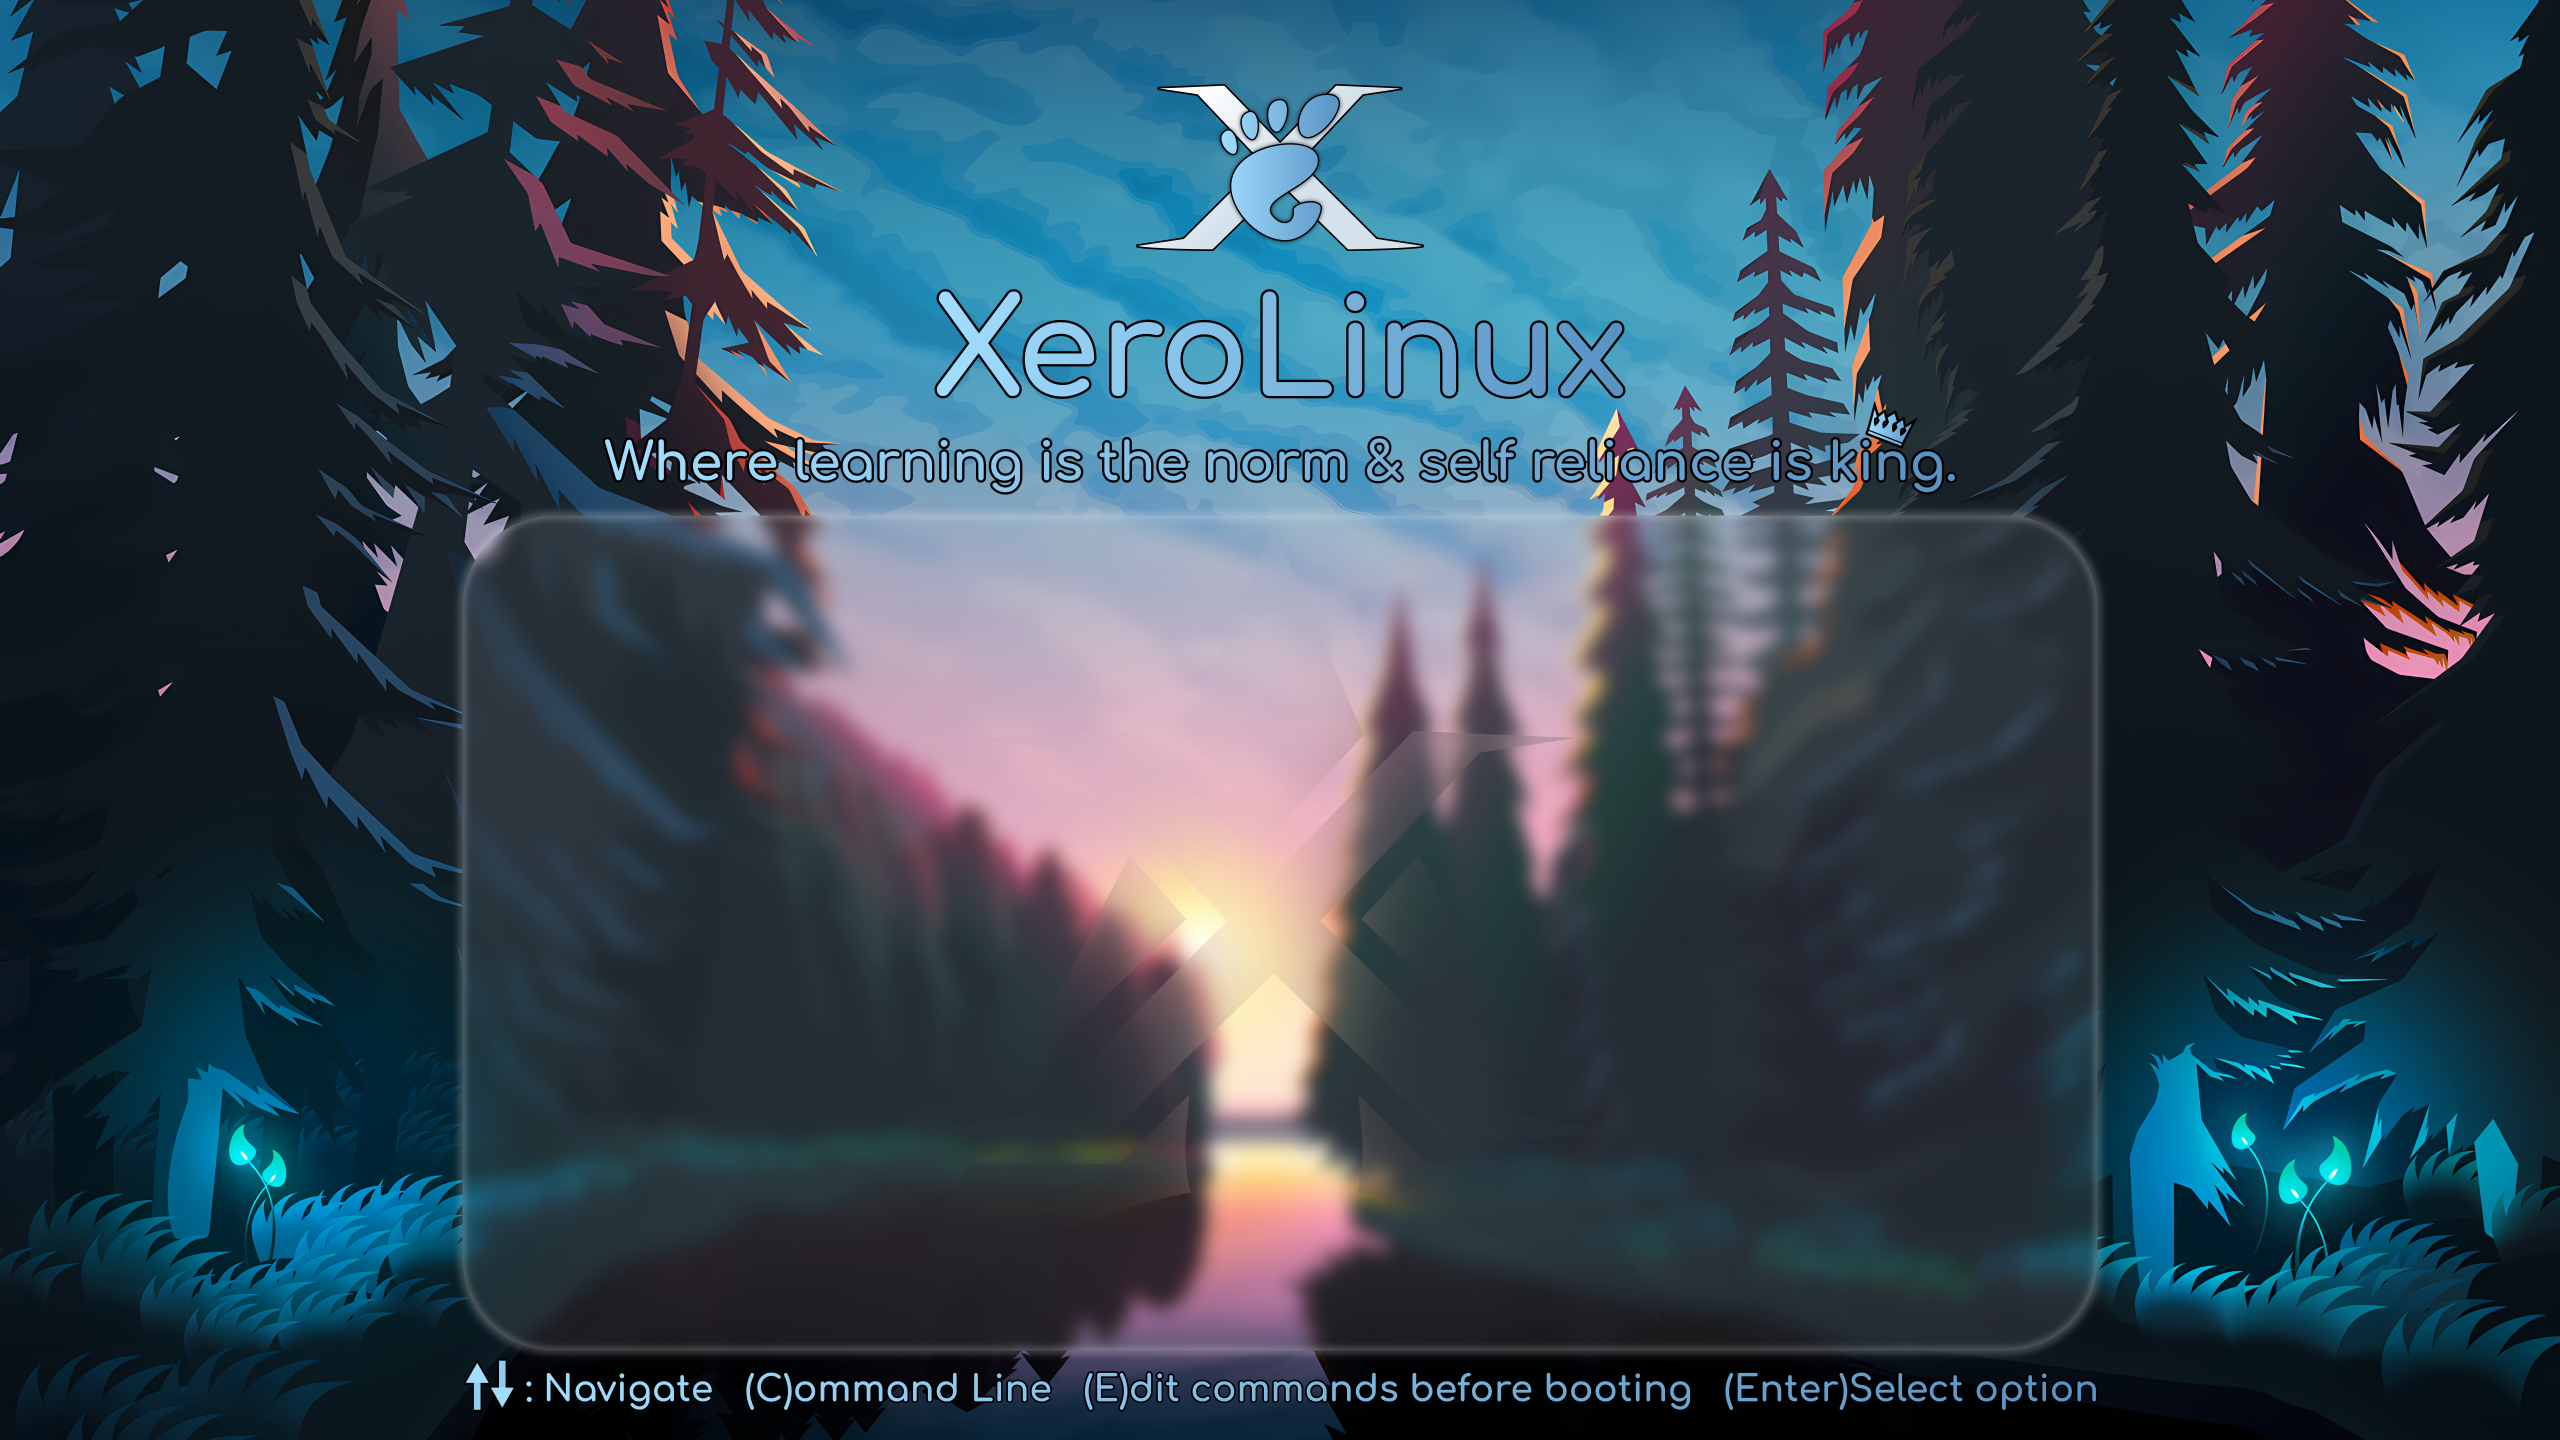 XeroLinux
Where learning is the norm & self reliance is king.
: Navigate (C)ommand Line (E)dit commands before booting (Enter)Select option